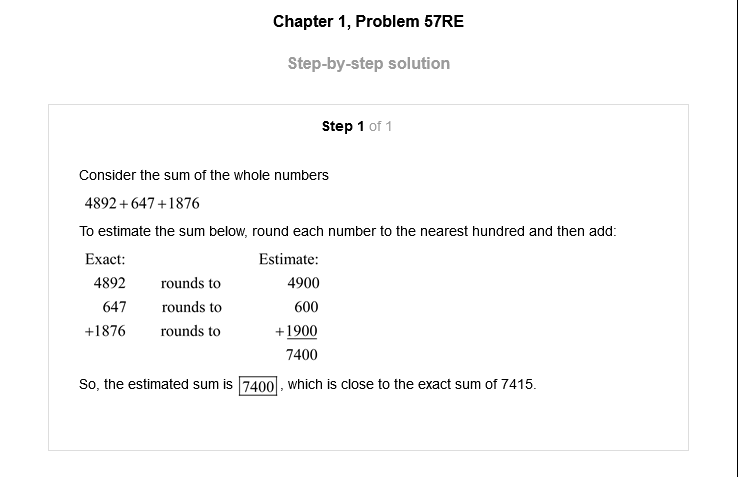 Chapter 1, Problem 57RE
Step-by-step solution
Step 1 of 1
Consider the sum of the whole numbers
4892+647+1876
To estimate the sum below, round each number to the nearest hundred and then add:
Exact: Estimate:
4892 rounds to 4900
647 rounds to 600
+1876 rounds to +1900
7400
So, the estimated sum is 7400, which is close to the exact sum of 7415.